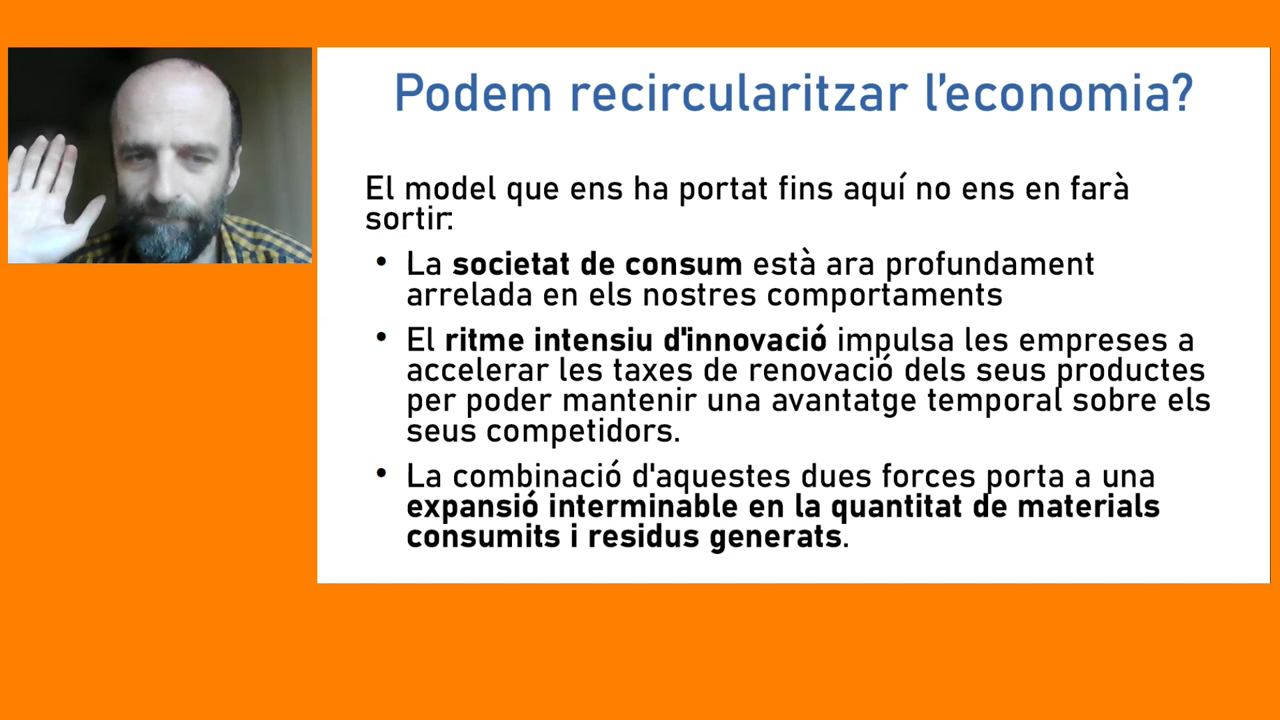 Podem recircularitzar l'economia?
El model que ens ha portat fins aquí no ens en farà
sortir:
• La societat de consum està ara profundament
arrelada en els nostres comportaments
• El ritme intensiu d'innovació impulsa les empreses a
accelerar les taxes de renovació dels seus productes
per poder mantenir una avantatge temporal sobre els
seus competidors.
• La combinació d'aquestes dues forces porta a una
expansió interminable en la quantitat de materials
consumits i residus generats.